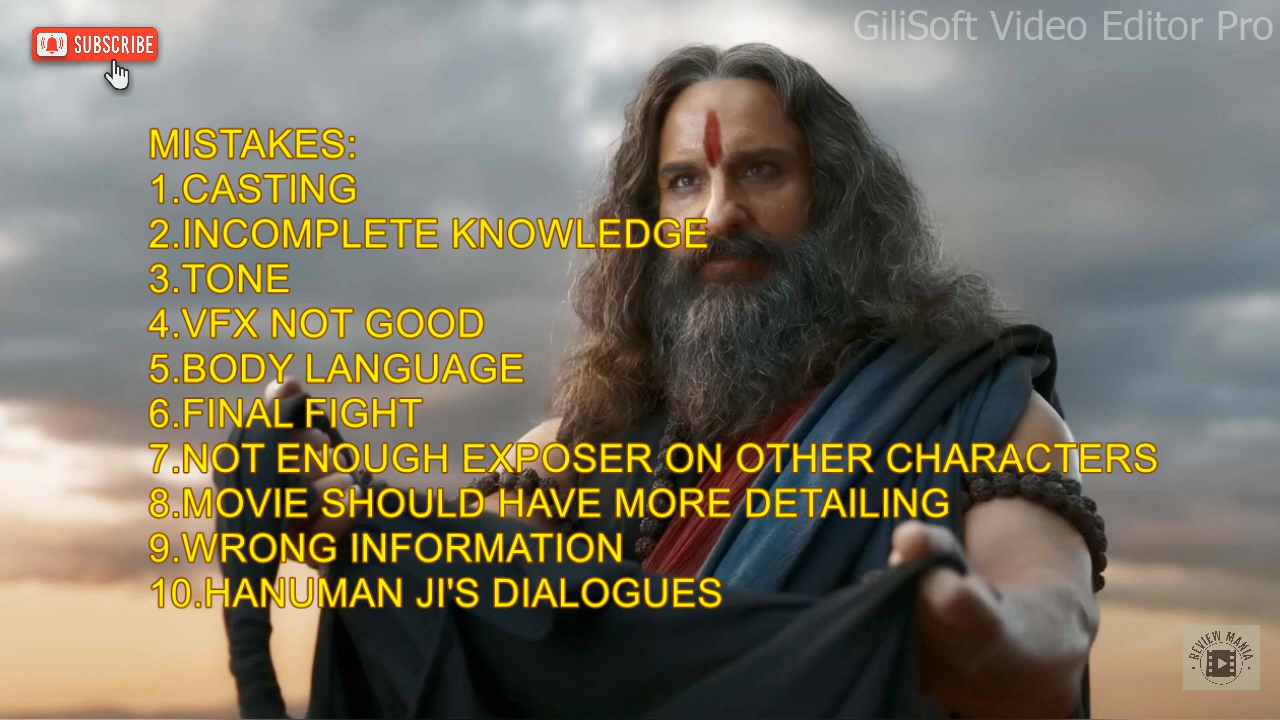 GiliSoft Video Editor Pro
SUBSCRIBE
MISTAKES:
1.CASTING
2.INCOMPLETE KNOWLEDGE
3.TONE
4.VFX NOT GOOD
5.BODY LANGUAGE
6.FINAL FIGHT
7.NOT ENOUGH EXPOSER ON OTHER CHARACTERS
8.MOVIE SHOULD HAVE MORE DETAILING
9.WRONG INFORMATION
10.HANUMAN JI'S DIALOGUES
REVIEW MANIA